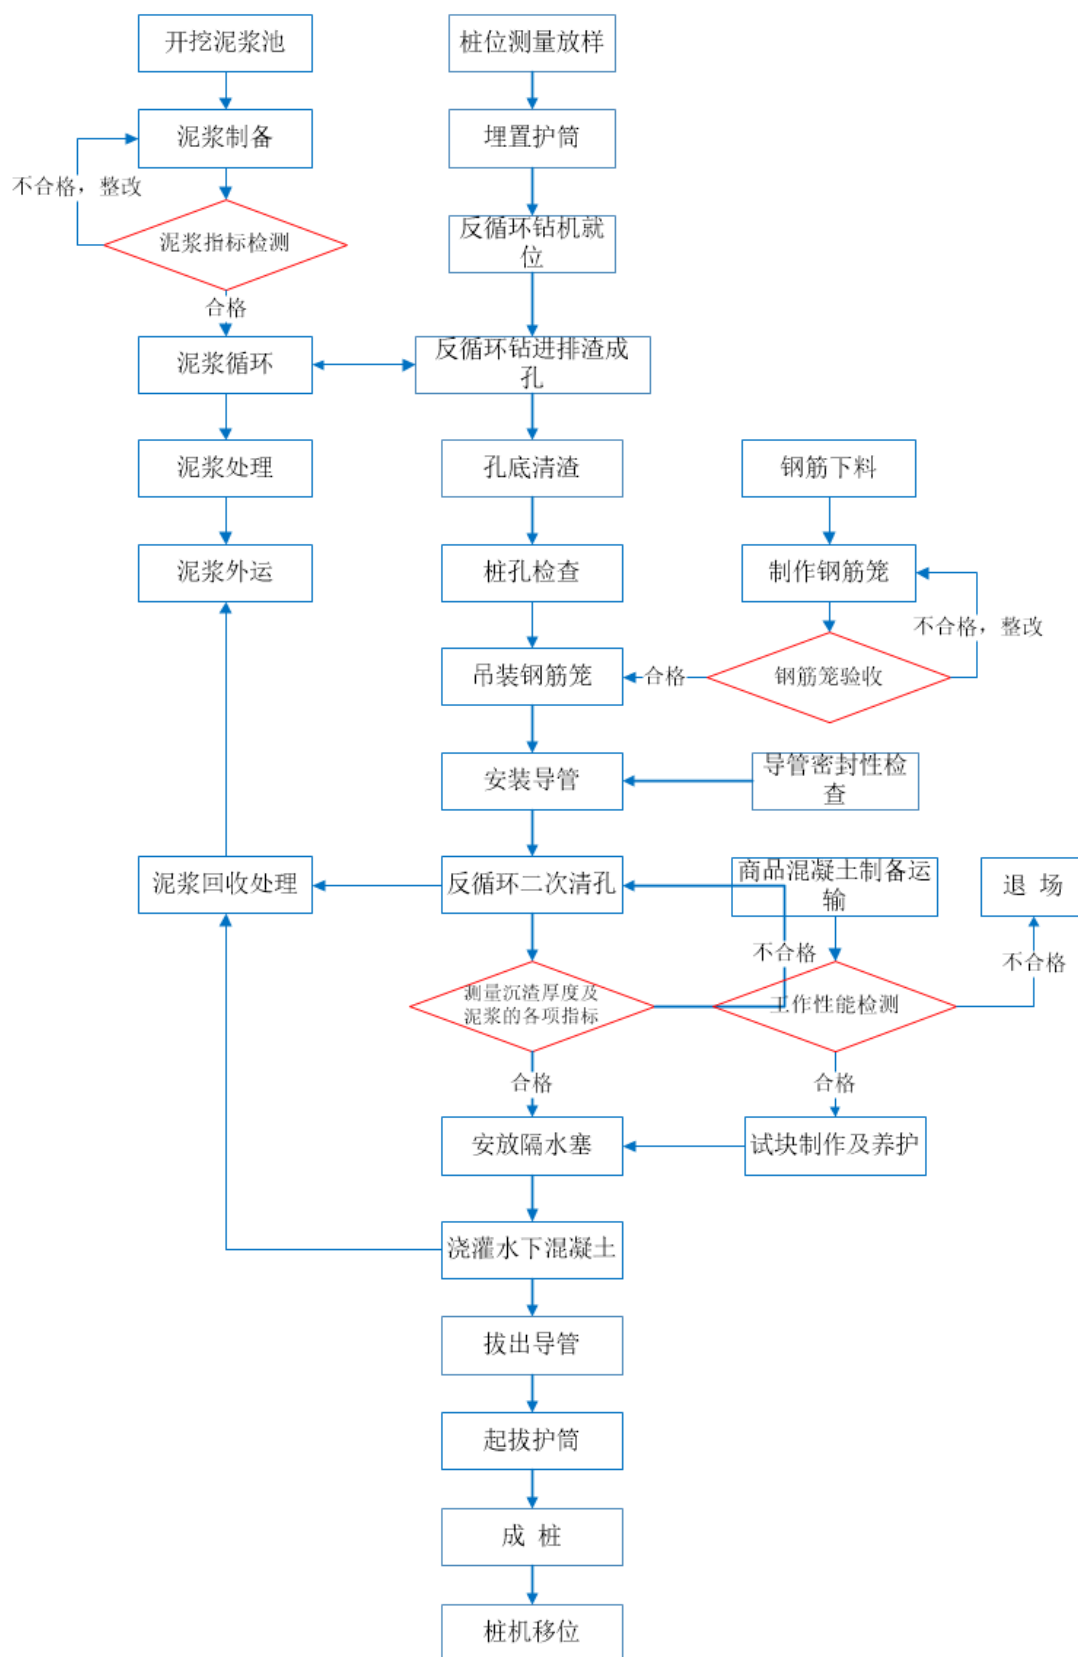 开挖泥浆池
桩位测量放样
泥浆制备
埋置护筒
不合格，整改
泥浆指标检测
反循环钻机就
位
合格
泥浆循环
反循环钻进排渣成
孔
泥浆处理
孔底清渣
钢筋下料
泥浆外运
桩孔检查
制作钢筋笼
不合格，整改
吊装钢筋笼
合格
钢筋笼验收
安装导管
导管密封性检
查
泥浆回收处理
反循环二次清孔
商品混凝土制备运
输
退 场
不合格
不合格
测量沉渣厚度及
泥浆的各项指标
工作性能检测
合格
合格
安放隔水塞
试块制作及养护
浇灌水下混凝土
拔出导管
起拔护筒
成 桩
桩机移位